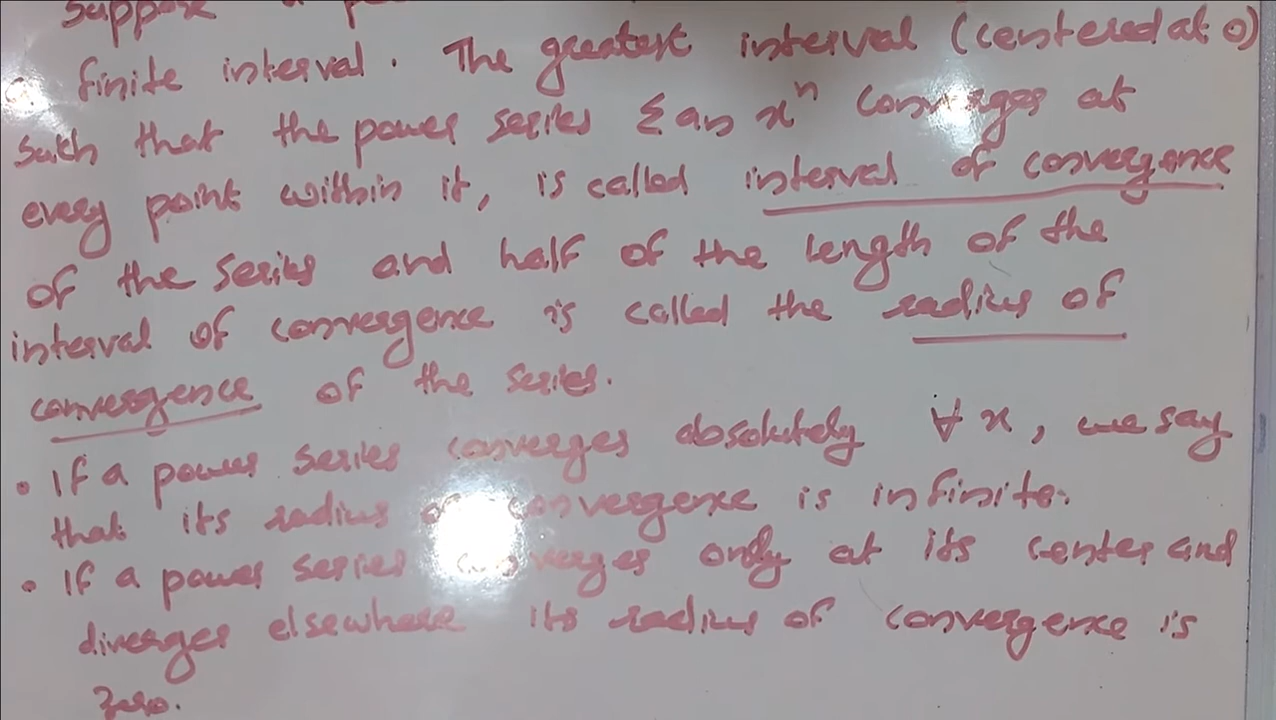 Suppose a
a finite interval. The greatest interval (centered at 0)
such that the power series Σ an xⁿ converges at
every point within it, is called interval of convergence
of the series and half of the length of the
interval of convergence is called the radius of
convergence of the series.
• If a power series converges absolutely ∀ x, we say
that its radius of convergence is infinite.
• If a power series converges only at its center and
diverges elsewhere its radius of convergence is
zero.